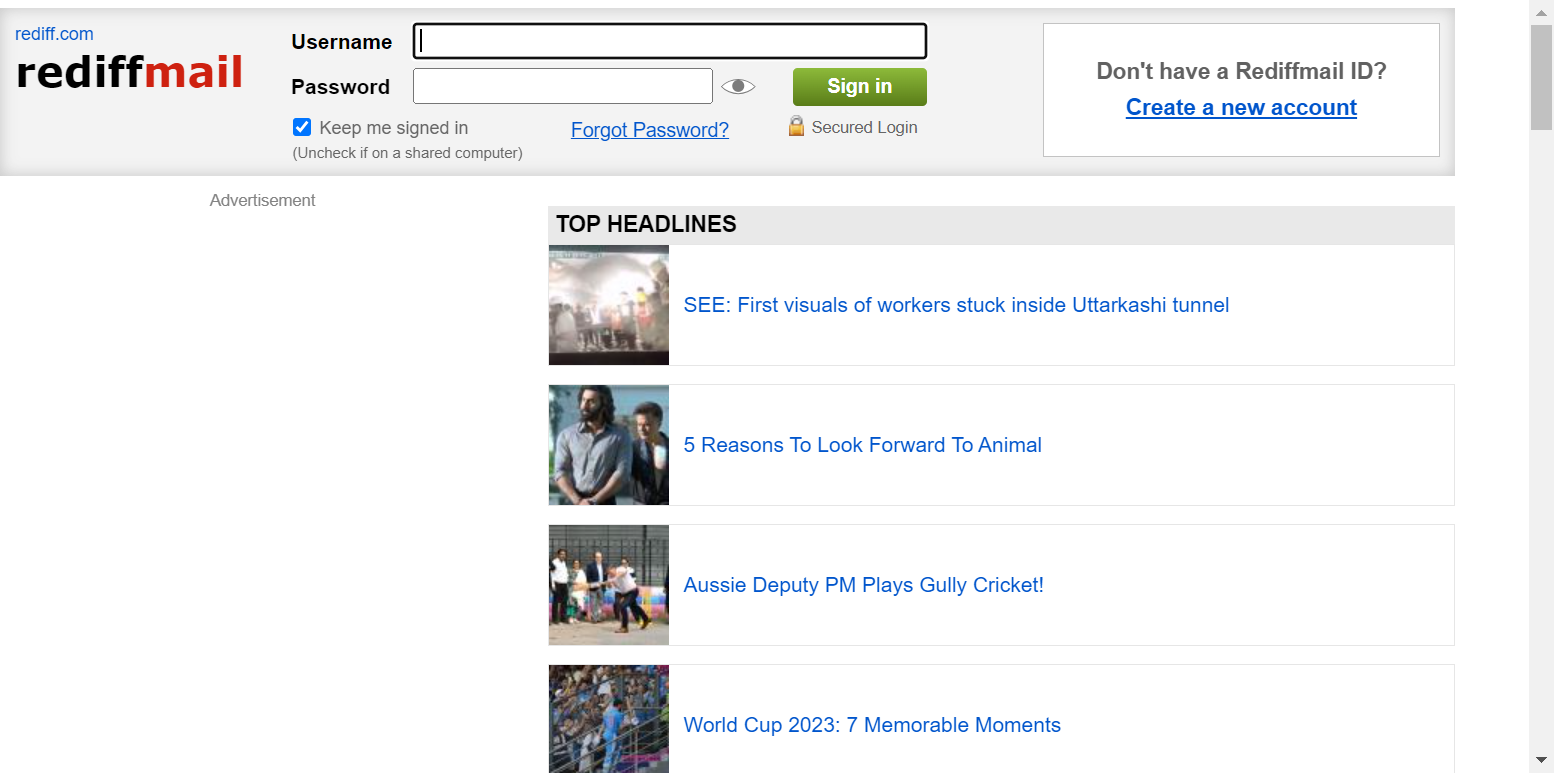 rediff.com
rediffmail
Username
Password
Sign in
Keep me signed in
(Uncheck if on a shared computer)
Forgot Password?
Secured Login
Don't have a Rediffmail ID?
Create a new account
Advertisement
TOP HEADLINES
SEE: First visuals of workers stuck inside Uttarkashi tunnel
5 Reasons To Look Forward To Animal
Aussie Deputy PM Plays Gully Cricket!
World Cup 2023: 7 Memorable Moments